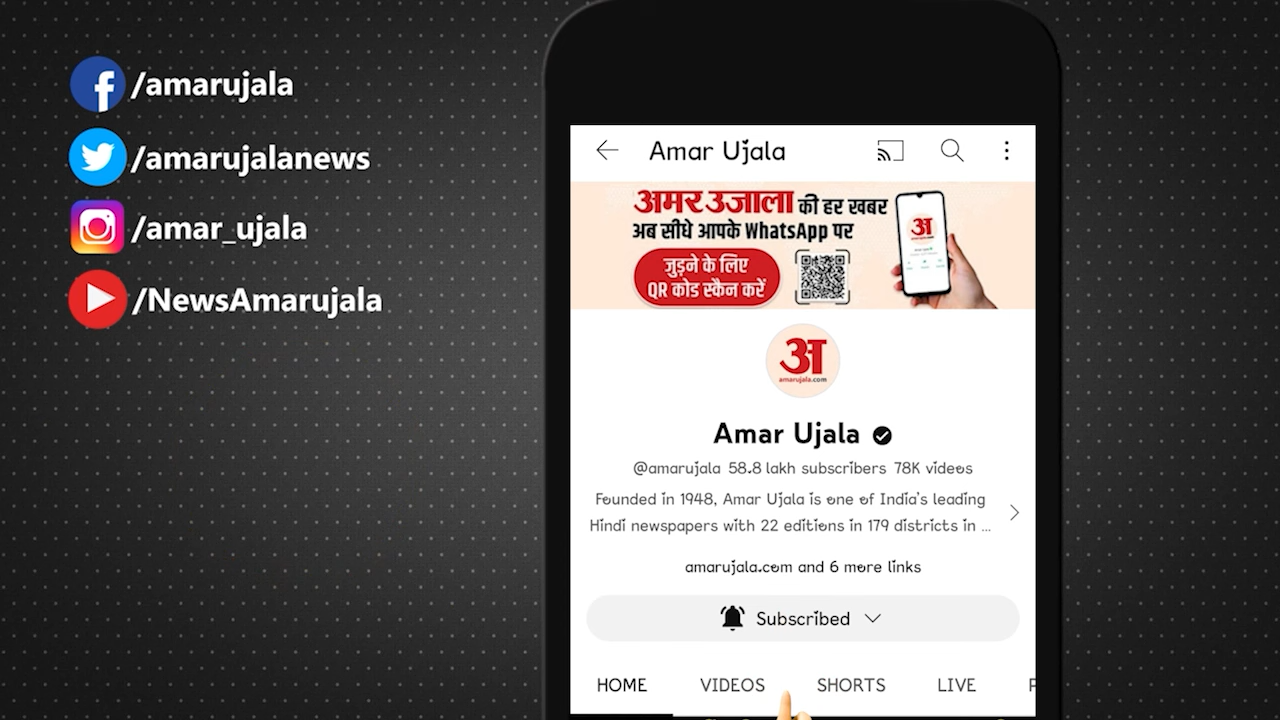 /amarujala
/amarujalanews
/amar_ujala
/NewsAmarujala
Amar Ujala
अमर उजाला की हर खबर
अब सीधे आपके WhatsApp पर
जुड़ने के लिए
QR कोड स्कैन करें
अ
अ
amarujala.com
Amar Ujala
@amarujala 58.8 lakh subscribers 78K videos
Founded in 1948, Amar Ujala is one of India's leading
Hindi newspapers with 22 editions in 179 districts in ...
amarujala.com and 6 more links
Subscribed
HOME VIDEOS SHORTS LIVE